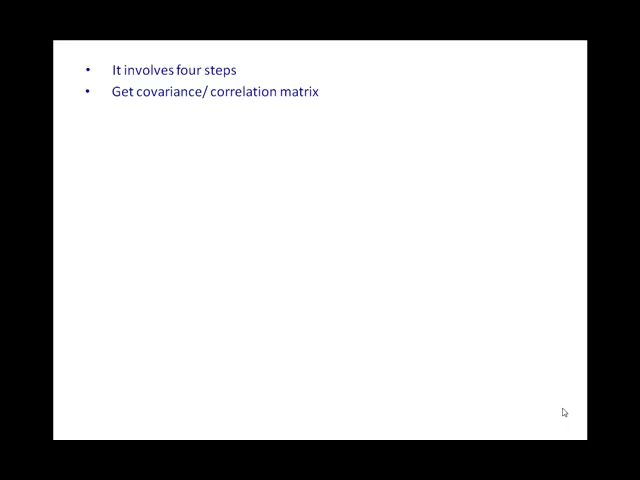 • It involves four steps
• Get covariance/ correlation matrix